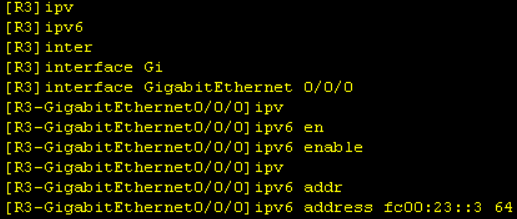 [R3]ipv
[R3]ipv6
[R3]inter
[R3]interface Gi
[R3]interface GigabitEthernet 0/0/0
[R3-GigabitEthernet0/0/0]ipv
[R3-GigabitEthernet0/0/0]ipv6 en
[R3-GigabitEthernet0/0/0]ipv6 enable
[R3-GigabitEthernet0/0/0]ipv
[R3-GigabitEthernet0/0/0]ipv6 addr
[R3-GigabitEthernet0/0/0]ipv6 address fc00:23::3 64